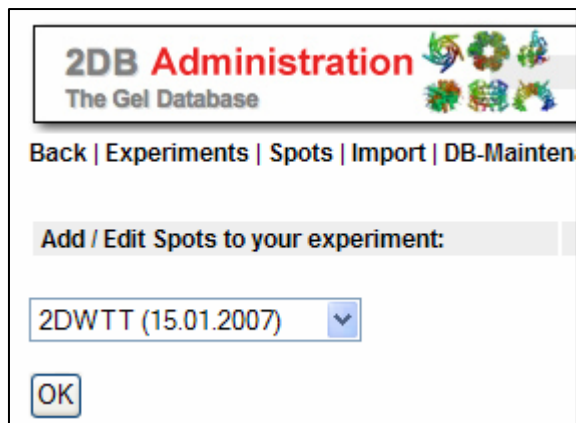 2DB Administration
The Gel Database
Back | Experiments | Spots | Import | DB-Mainten
Add / Edit Spots to your experiment:
2DWTT (15.01.2007)
OK